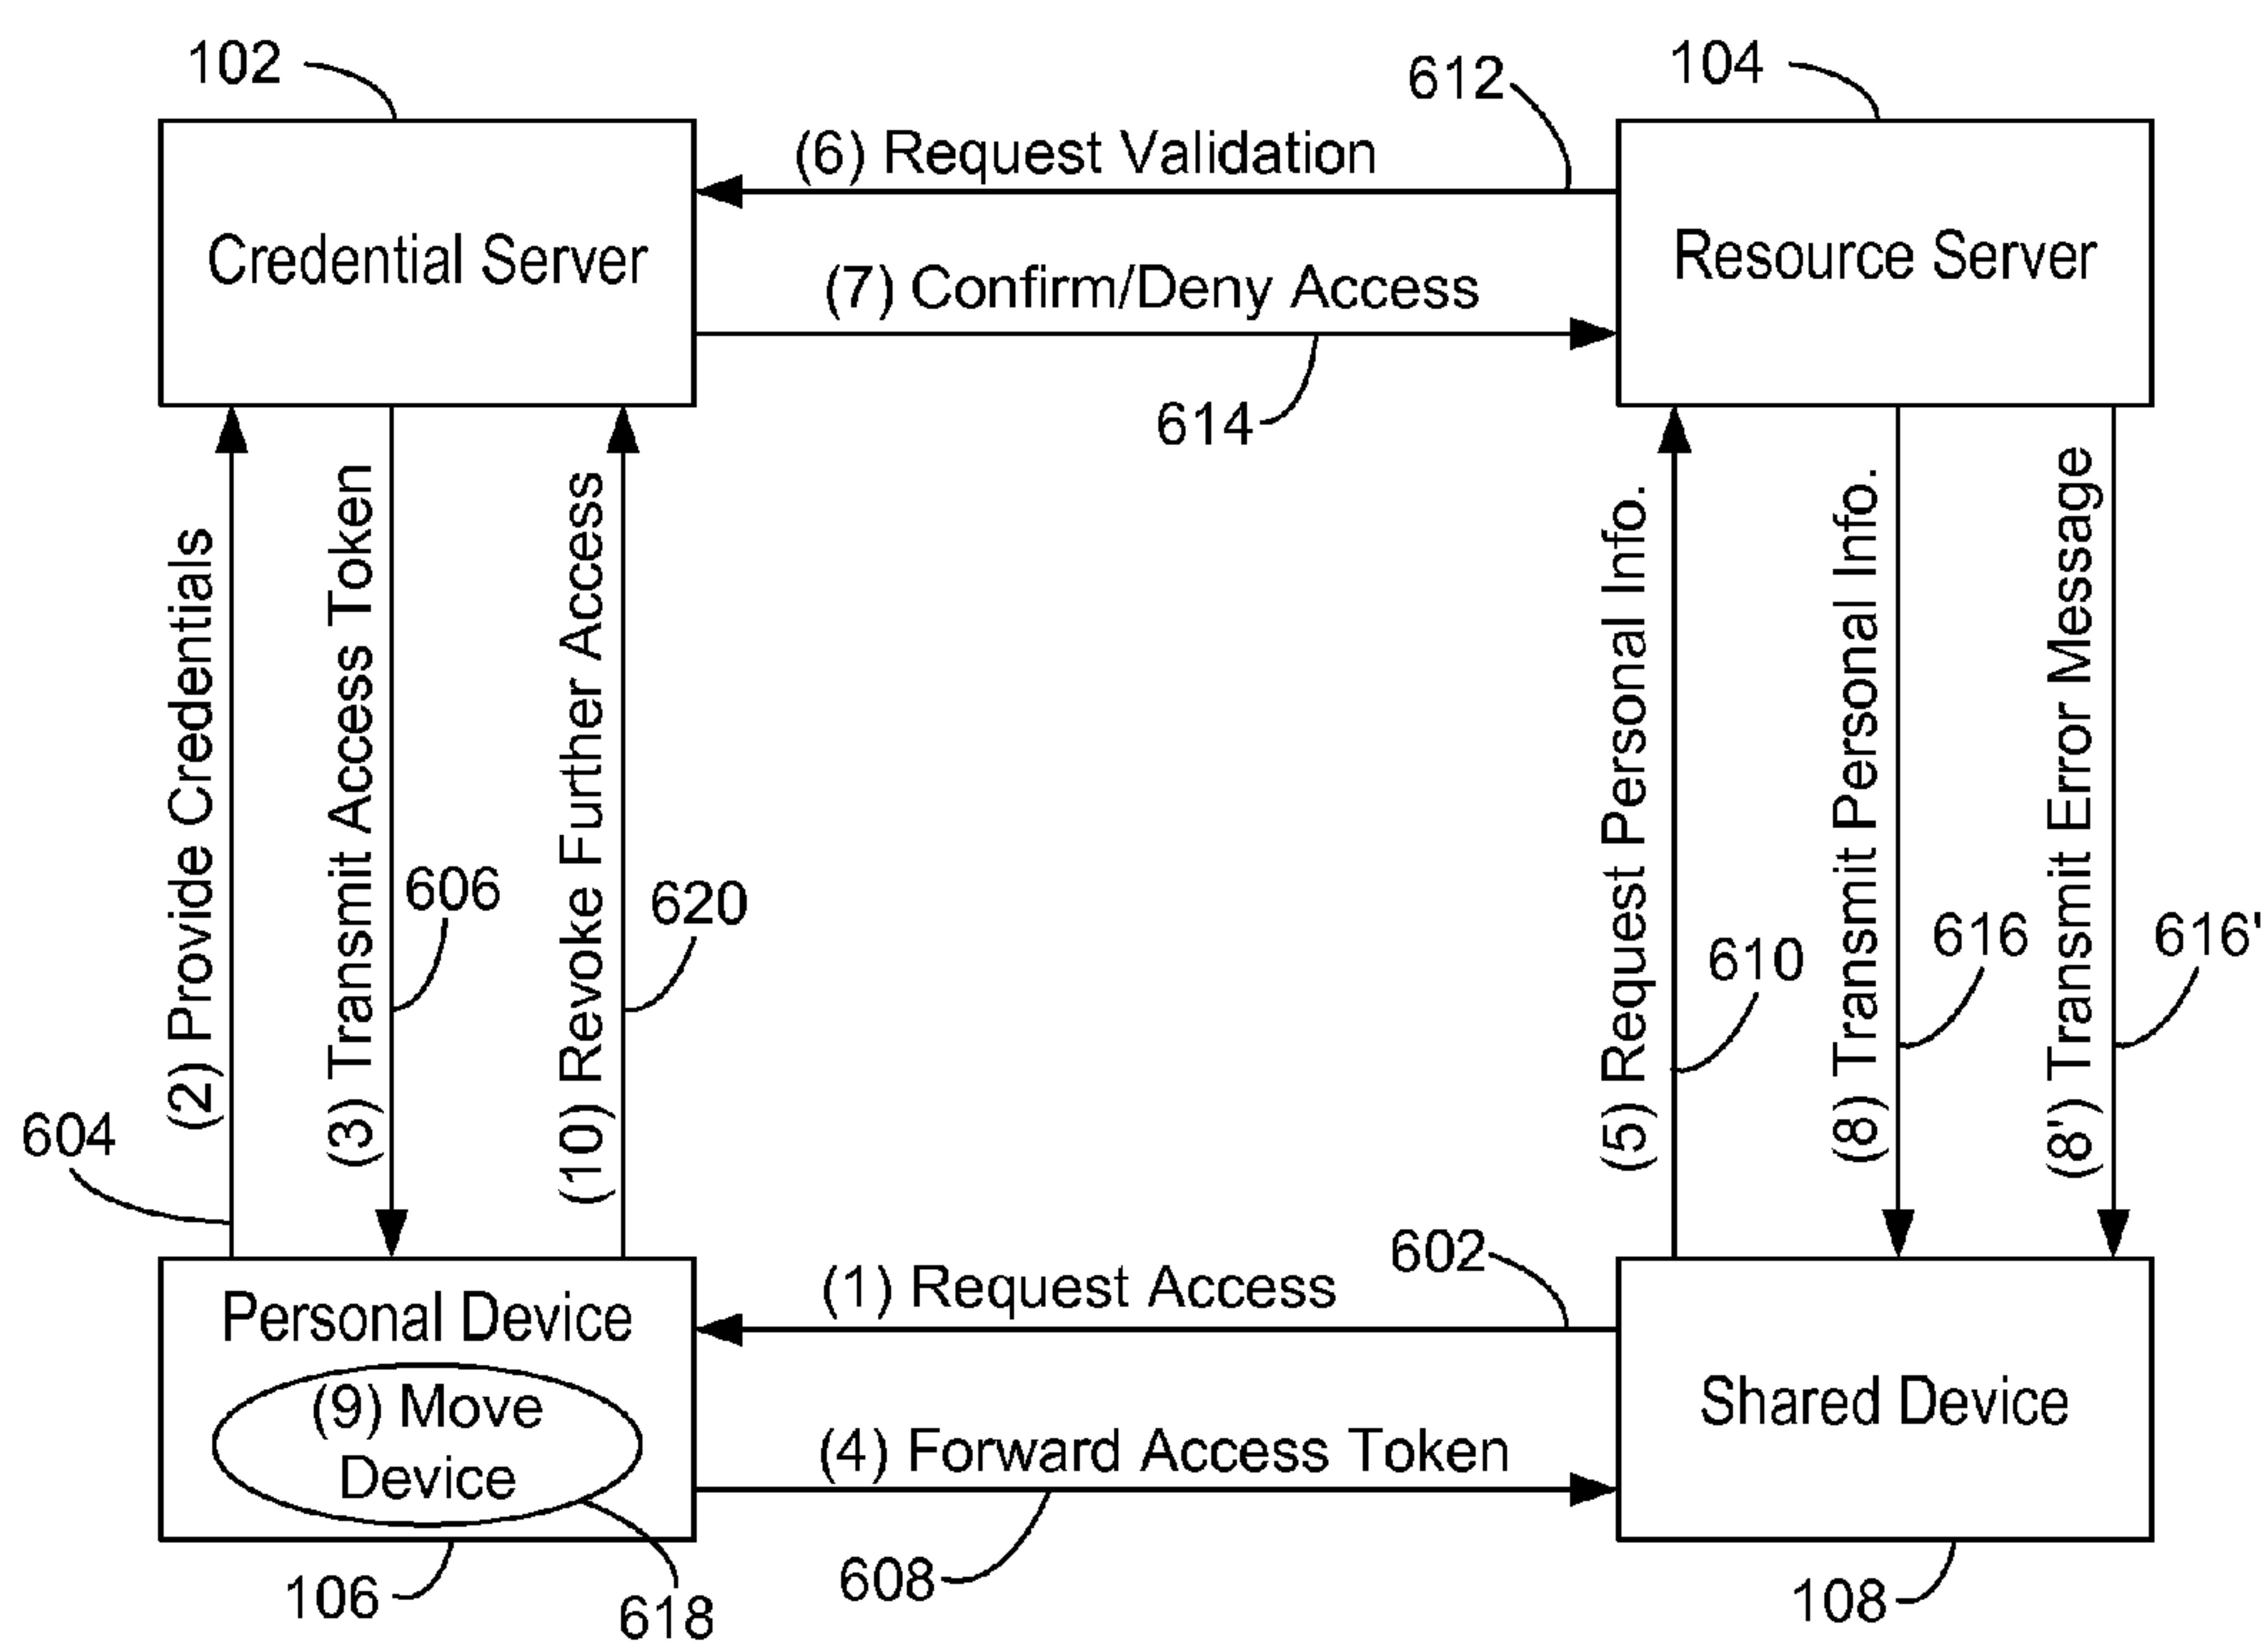 102
612
104
(6) Request Validation
Credential Server
Resource Server
(7) Confirm/Deny Access
614
(2) Provide Credentials
(3) Transmit Access Token
(10) Revoke Further Access
(5) Request Personal Info.
(8) Transmit Personal Info.
(8') Transmit Error Message
606
620
610
616
616'
604
602
(1) Request Access
Personal Device
(9) Move
Device
Shared Device
(4) Forward Access Token
106
618
608
108